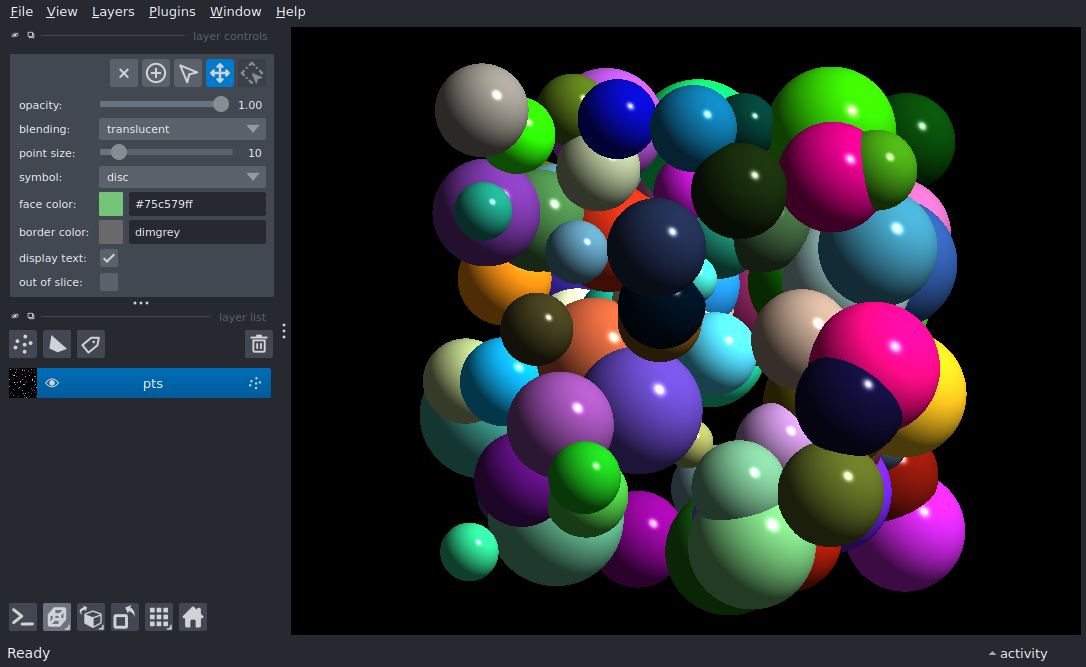 File View Layers Plugins Window Help
layer controls
opacity: 1.00
blending: translucent
point size: 10
symbol: disc
face color: #75c579ff
border color: dimgrey
display text:
out of slice:
layer list
pts
Ready activity